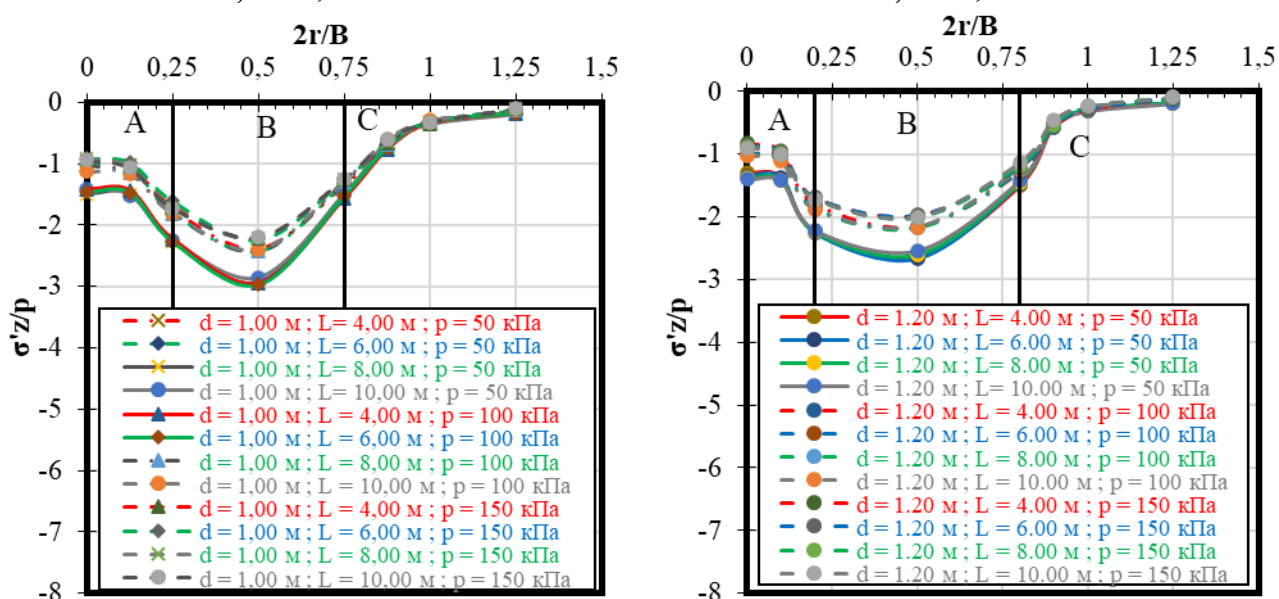 2r/B
0 0,25 0,5 0,75 1 1,25 1,5
0
-1
-2
-3
-4
-5
-6
-7
-8
σ'z/p
A B C
d = 1,00 м ; L= 4,00 м ; p = 50 кПа
d = 1,00 м ; L= 6,00 м ; p = 50 кПа
d = 1,00 м ; L= 8,00 м ; p = 50 кПа
d = 1,00 м ; L= 10,00 м ; p = 50 кПа
d = 1,00 м ; L = 4,00 м ; p = 100 кПа
d = 1,00 м ; L = 6,00 м ; p = 100 кПа
d = 1,00 м ; L = 8,00 м ; p = 100 кПа
d = 1,00 м ; L = 10,00 м ; p = 100 кПа
d = 1,00 м ; L = 4,00 м ; p = 150 кПа
d = 1,00 м ; L = 6,00 м ; p = 150 кПа
d = 1,00 м ; L = 8,00 м ; p = 150 кПа
d = 1,00 м ; L = 10,00 м ; p = 150 кПа
2r/B
0 0,25 0,5 0,75 1 1,25 1,5
0
-1
-2
-3
-4
-5
-6
-7
-8
σ'z/p
A B C
d = 1.20 м ; L= 4.00 м ; p = 50 кПа
d = 1.20 м ; L= 6.00 м ; p = 50 кПа
d = 1.20 м ; L= 8.00 м ; p = 50 кПа
d = 1.20 м ; L= 10.00 м ; p = 50 кПа
d = 1.20 м ; L = 4.00 м ; p = 100 кПа
d = 1.20 м ; L = 6.00 м ; p = 100 кПа
d = 1.20 м ; L = 8.00 м ; p = 100 кПа
d = 1.20 м ; L = 10.00 м ; p = 100 кПа
d = 1.20 м ; L = 4.00 м ; p = 150 кПа
d = 1.20 м ; L = 6.00 м ; p = 150 кПа
d = 1.20 м ; L = 8.00 м ; p = 150 кПа
d = 1.20 м ; L = 10.00 м ; p = 150 кПа